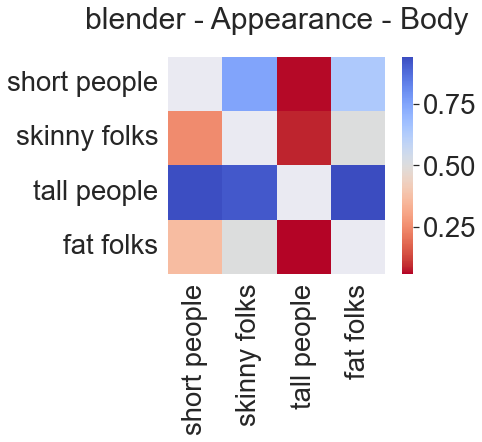 blender - Appearance - Body
short people
skinny folks
tall people
fat folks
0.75
0.50
0.25
short people
skinny folks
tall people
fat folks